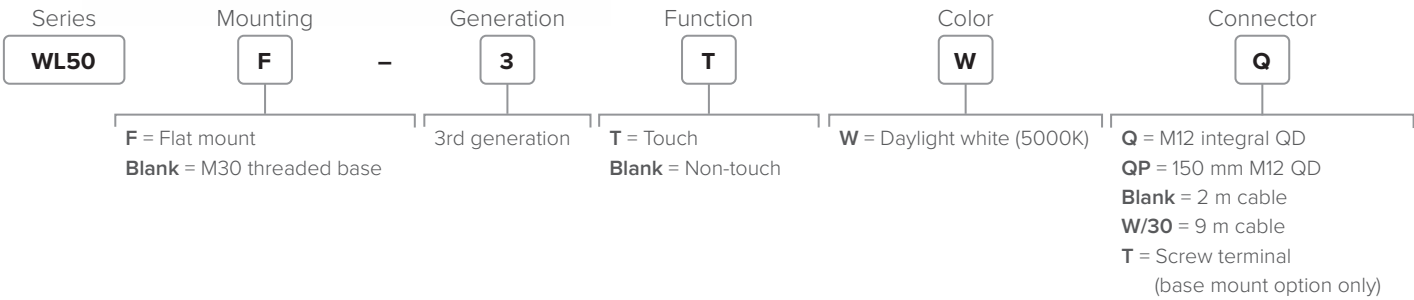 Series Mounting Generation Function Color Connector
WL50 F – 3 T W Q
F = Flat mount
Blank = M30 threaded base
3rd generation
T = Touch
Blank = Non-touch
W = Daylight white (5000K)
Q = M12 integral QD
QP = 150 mm M12 QD
Blank = 2 m cable
W/30 = 9 m cable
T = Screw terminal
(base mount option only)